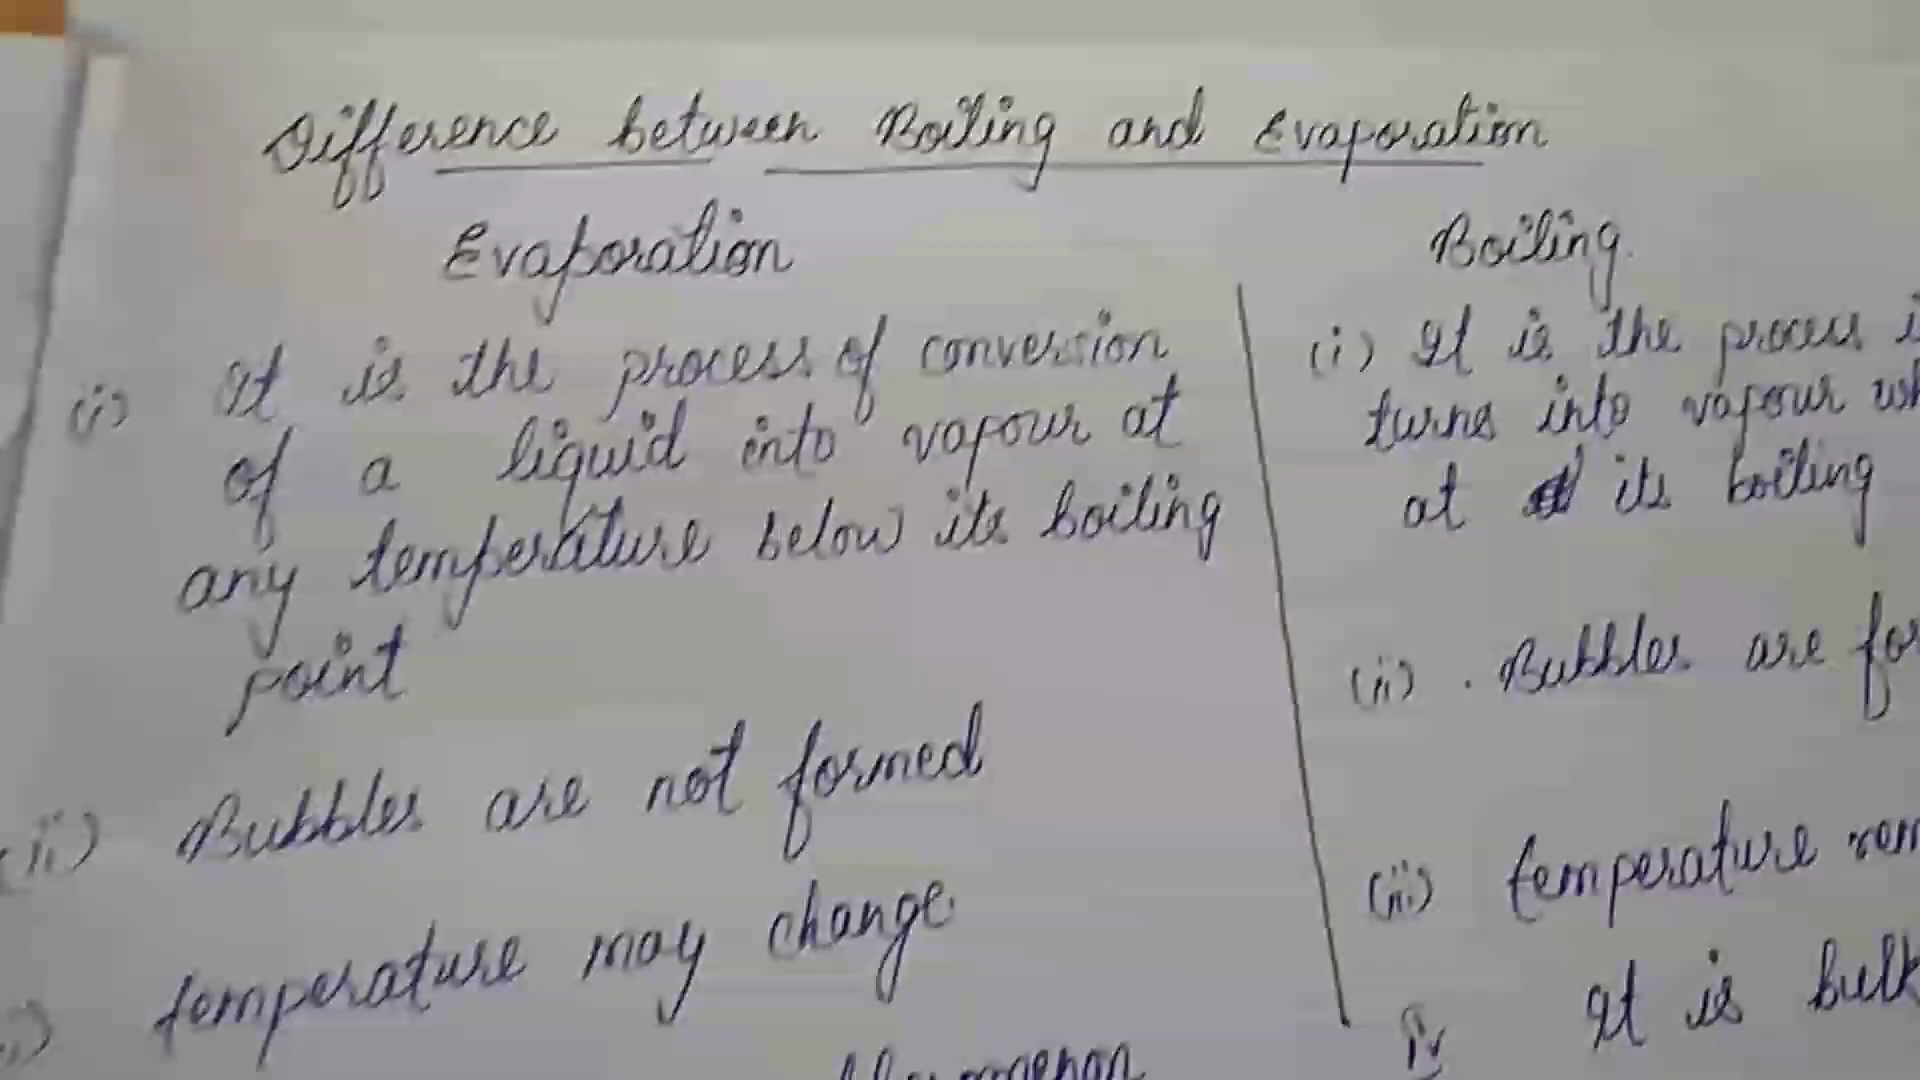 Difference between Boiling and Evaporation
Evaporation
(i) It is the process of conversion
of a liquid into vapour at
any temperature below its boiling
point
(ii) Bubbles are not formed
temperature may change.
Boiling.
(i) It is the process
turns into vapour
at its boiling
(ii) . Bubbles are
(iii) temperature
iv It is bulk